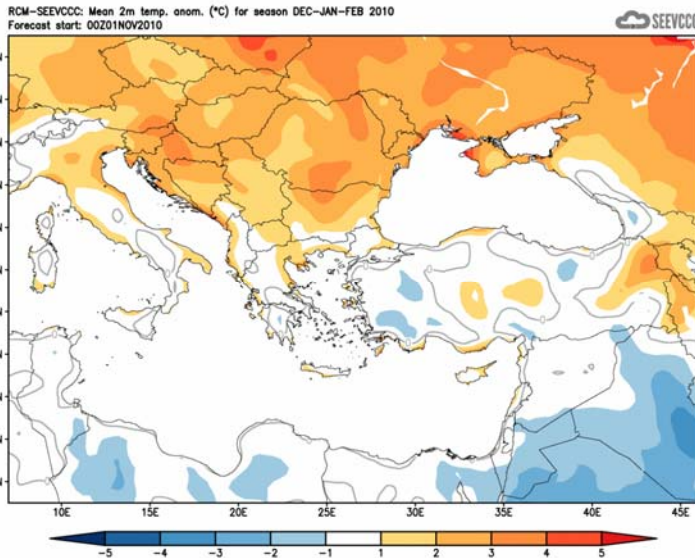 RCM-SEEVCCC: Mean 2m temp. anom. (°C) for season DEC-JAN-FEB 2010
Forecast start: 00Z01NOV2010
SEEVCCC
10E 15E 20E 25E 30E 35E 40E 45E
-5 -4 -3 -2 -1 1 2 3 4 5